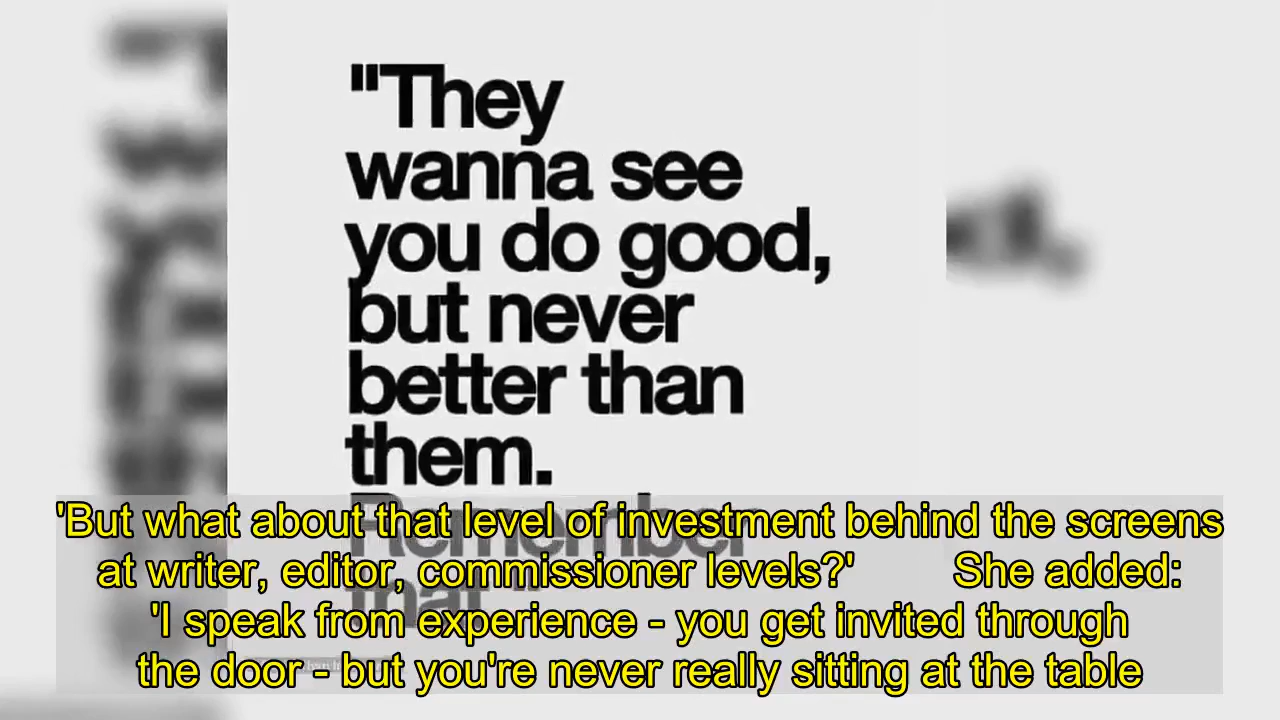 "They
wanna see
you do good,
but never
better than
them.
Remember
that"
'But what about that level of investment behind the screens
at writer, editor, commissioner levels?' She added:
'I speak from experience - you get invited through
the door - but you're never really sitting at the table